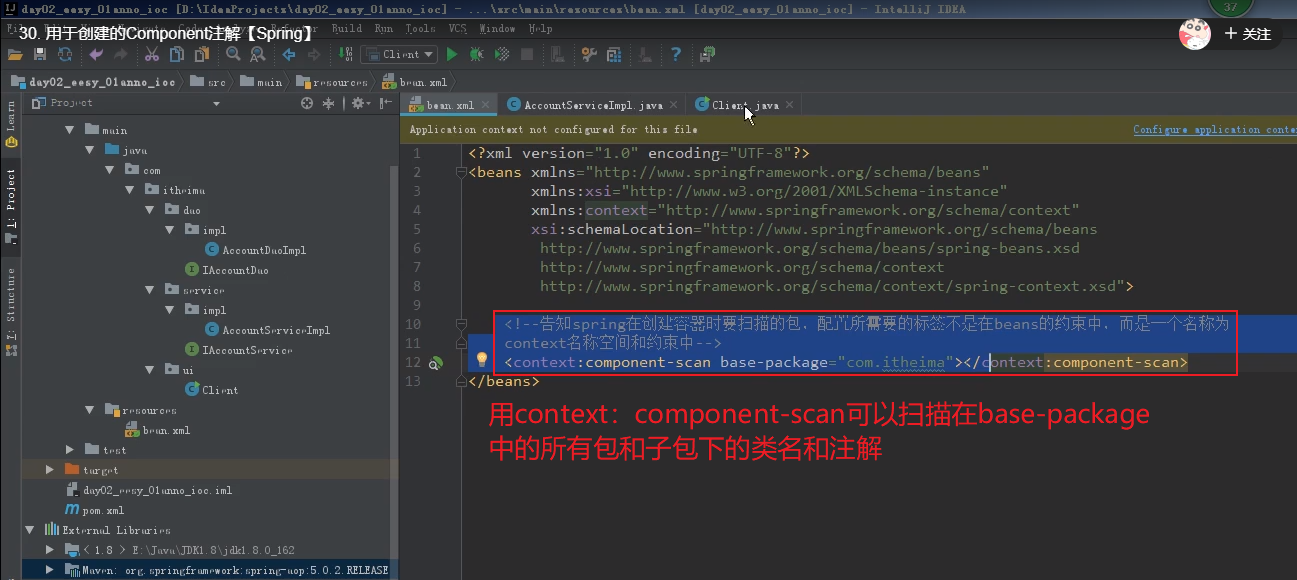 day02_eesy_01anno_ioc [D:\IdeaProjects\day02_eesy_01anno_ioc] - ...\src\main\resources\bean.xml [day02_eesy_01anno_ioc] - IntelliJ IDEA
37
30. 用于创建的Component注解【Spring】
Build Run Tools VCS Window Help
+ 关注
Client
day02_eesy_01anno_ioc src main resources bean.xml
Project
bean.xml AccountServiceImpl.java Client.java
Application context not configured for this file
Configure application conte
Learn
1: Project
7: Structure
main
java
com
itheima
dao
impl
AccountDaoImpl
IAccountDao
service
impl
AccountServiceImpl
IAccountService
ui
Client
resources
bean.xml
test
target
day02_eesy_01anno_ioc.iml
pom.xml
External Libraries
< 1.8 > E:\Java\JDK1.8\jdk1.8.0_162
Maven: org.springframework:spring-aop:5.0.2.RELEASE
1 <?xml version="1.0" encoding="UTF-8"?>
2 <beans xmlns="http://www.springframework.org/schema/beans"
3 xmlns:xsi="http://www.w3.org/2001/XMLSchema-instance"
4 xmlns:context="http://www.springframework.org/schema/context"
5 xsi:schemaLocation="http://www.springframework.org/schema/beans
6 http://www.springframework.org/schema/beans/spring-beans.xsd
7 http://www.springframework.org/schema/context
8 http://www.springframework.org/schema/context/spring-context.xsd">
9
10 <!--告知spring在创建容器时要扫描的包，配置所需要的标签不是在beans的约束中，而是一个名称为
11 context名称空间和约束中-->
12 <context:component-scan base-package="com.itheima"></context:component-scan>
13 </beans>
用context：component-scan可以扫描在base-package
中的所有包和子包下的类名和注解